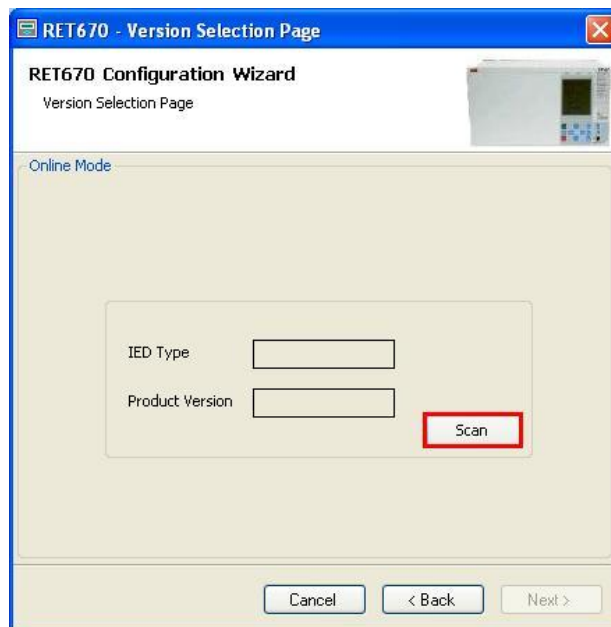 RET670 - Version Selection Page
RET670 Configuration Wizard
Version Selection Page
Online Mode
IED Type
Product Version
Scan
Cancel
< Back
Next >